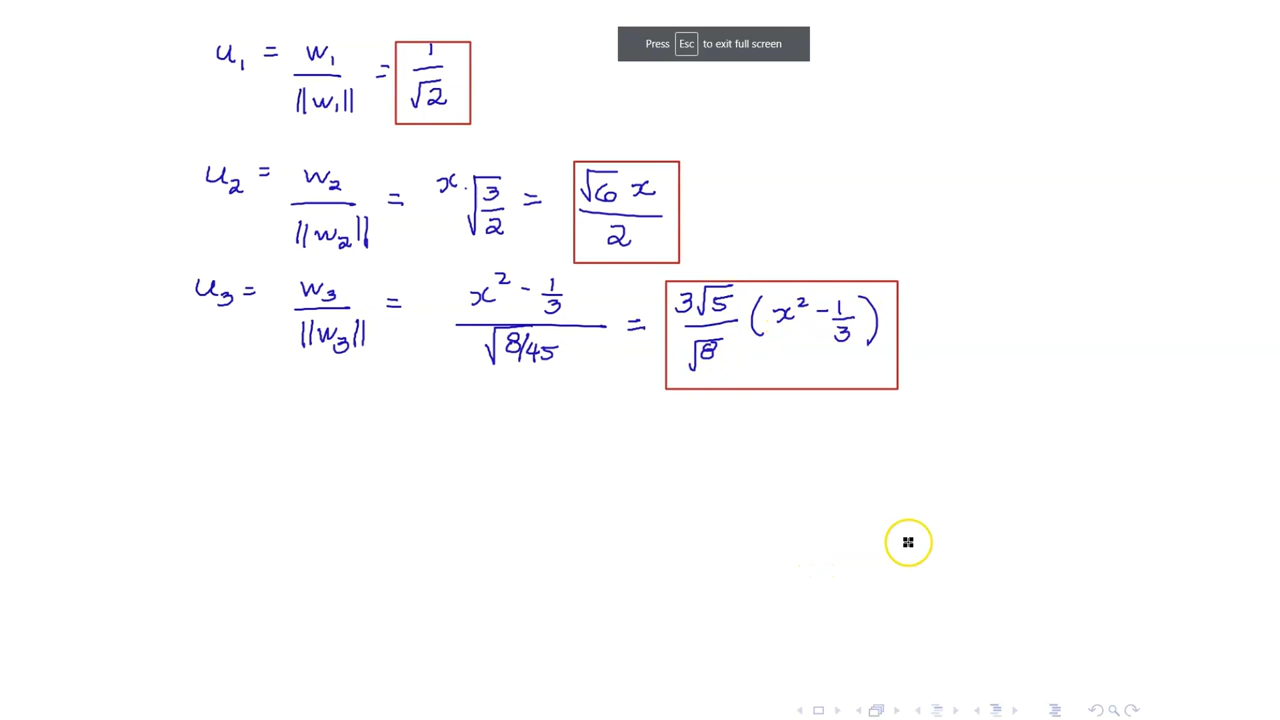 Press Esc to exit full screen
u₁ = w₁/||w₁|| = 1/√2
u₂ = w₂/||w₂|| = x·√(3/2) = √6 x/2
u₃ = w₃/||w₃|| = (x² - 1/3)/√(8/45) = 3√5/√8 (x² - 1/3)